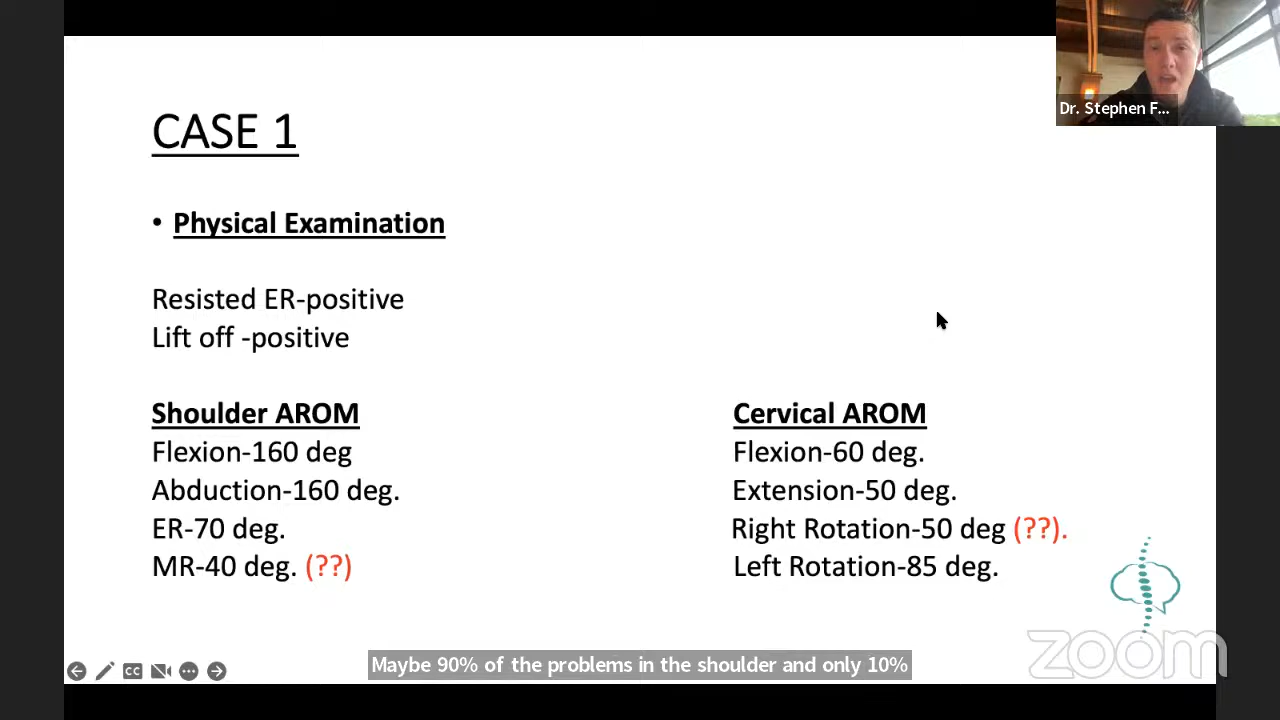 Dr. Stephen F...
CASE 1
• Physical Examination
Resisted ER-positive
Lift off -positive
Shoulder AROM
Flexion-160 deg
Abduction-160 deg.
ER-70 deg.
MR-40 deg. (??)
Cervical AROM
Flexion-60 deg.
Extension-50 deg.
Right Rotation-50 deg (??).
Left Rotation-85 deg.
CC
zoom
Maybe 90% of the problems in the shoulder and only 10%